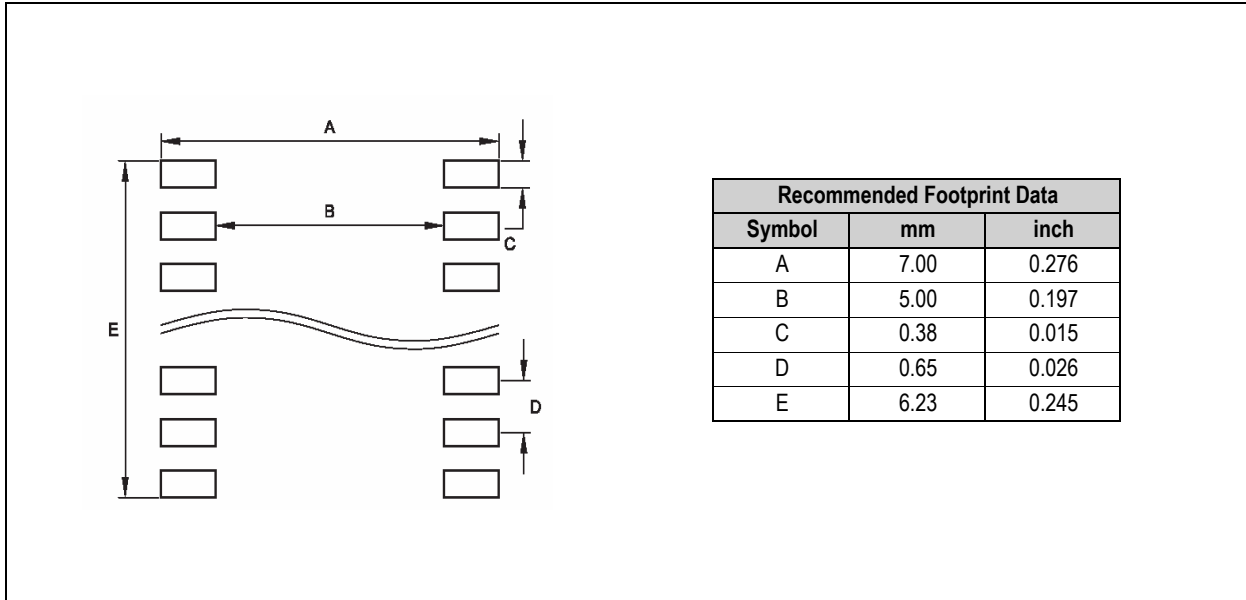 A
B
C
E
D
Recommended Footprint Data
Symbol mm inch
A 7.00 0.276
B 5.00 0.197
C 0.38 0.015
D 0.65 0.026
E 6.23 0.245